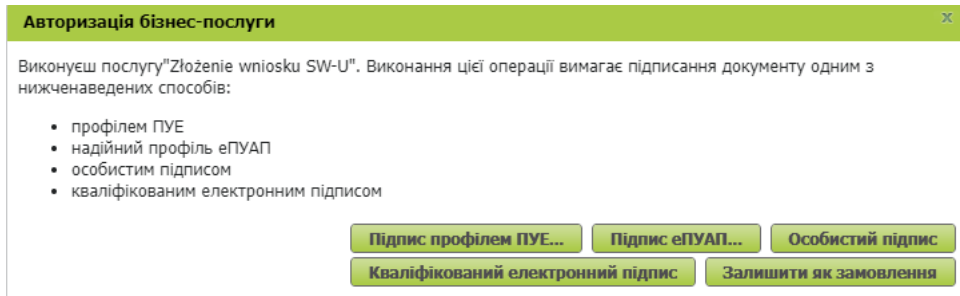 Авторизація бізнес-послуги x
Виконуєш послугу"Złożenie wniosku SW-U". Виконання цієї операції вимагає підписання документу одним з
нижченаведених способів:
• профілем ПУЕ
• надійний профіль еПУАП
• особистим підписом
• кваліфікованим електронним підписом
Підпис профілем ПУЕ... Підпис еПУАП... Особистий підпис
Кваліфікований електронний підпис Залишити як замовлення